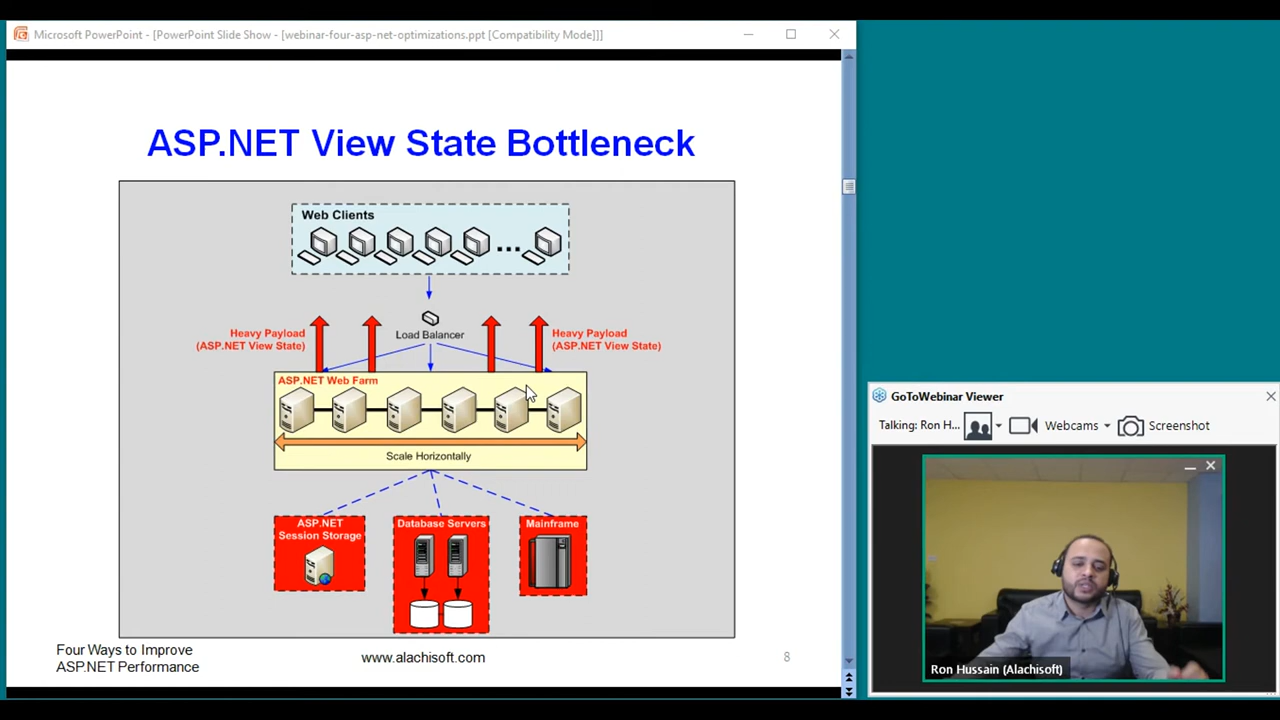 Microsoft PowerPoint - [PowerPoint Slide Show - [webinar-four-asp-net-optimizations.ppt [Compatibility Mode]]]
ASP.NET View State Bottleneck
Web Clients
...
Heavy Payload
(ASP.NET View State)
Load Balancer
Heavy Payload
(ASP.NET View State)
ASP.NET Web Farm
Scale Horizontally
ASP.NET
Session Storage
Database Servers
Mainframe
Four Ways to Improve
ASP.NET Performance
www.alachisoft.com
8
GoToWebinar Viewer
Talking: Ron H...
Webcams
Screenshot
Ron Hussain (Alachisoft)